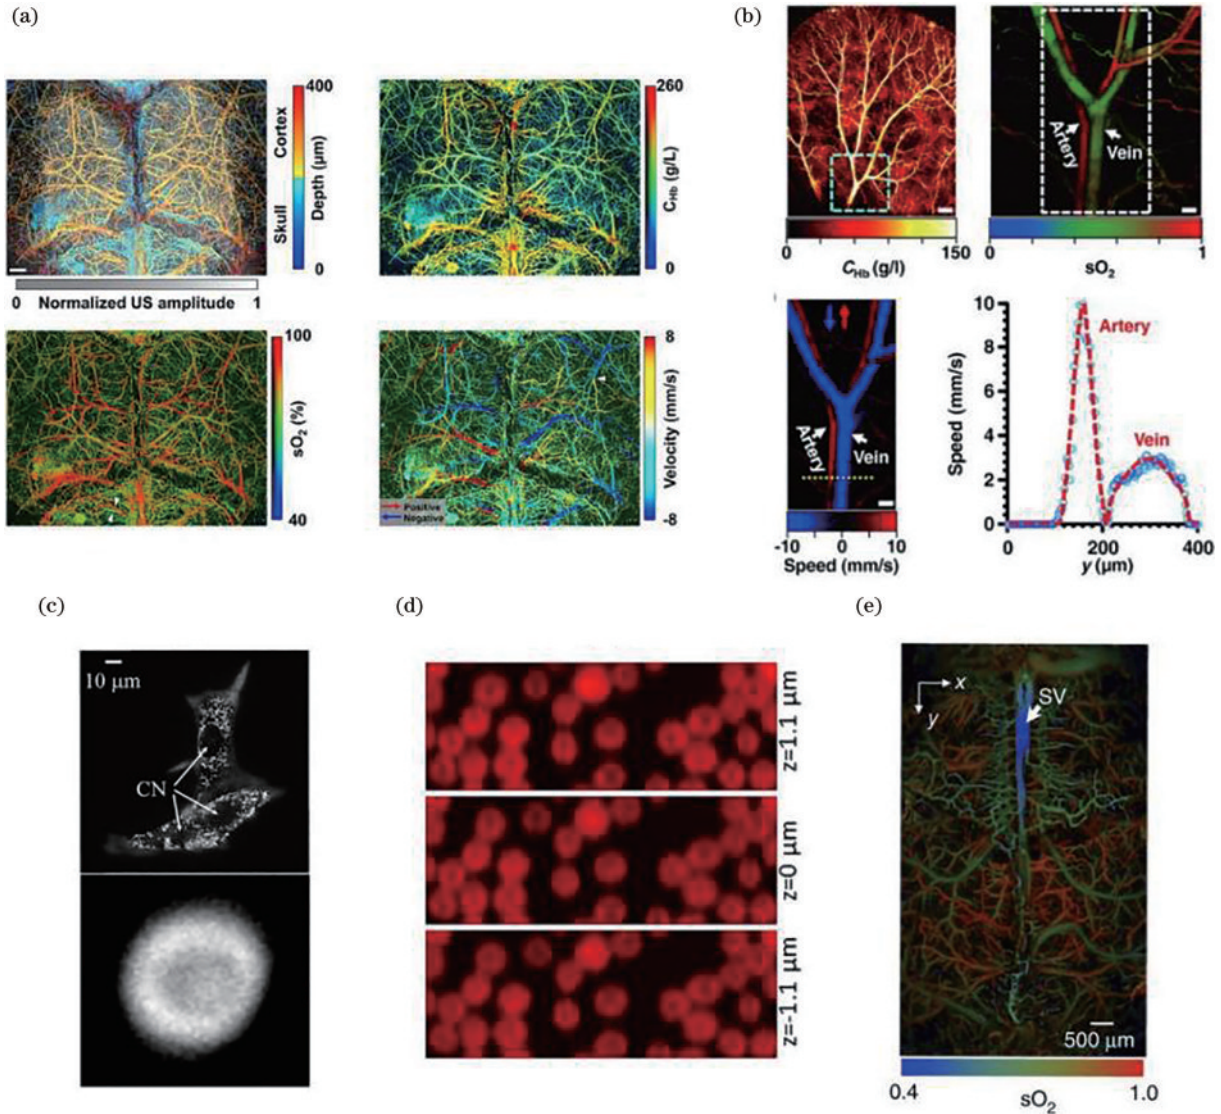 (a)
400
Cortex
Skull
Depth (μm)
0
0 Normalized US amplitude 1
260
C_Hb (g/L)
0
100
sO₂ (%)
40
8
Velocity (mm/s)
-8
Positive
Negative
(b)
0 150
C_Hb (g/l)
Artery
Vein
0 1
sO₂
Artery
Vein
-10 0 10
Speed (mm/s)
10
8
6
4
2
0
Speed (mm/s)
Artery
Vein
0 200 400
y (μm)
(c)
10 μm
CN
(d)
z=1.1 μm
z=0 μm
z=-1.1 μm
(e)
x
y
SV
500 μm
0.4 1.0
sO₂